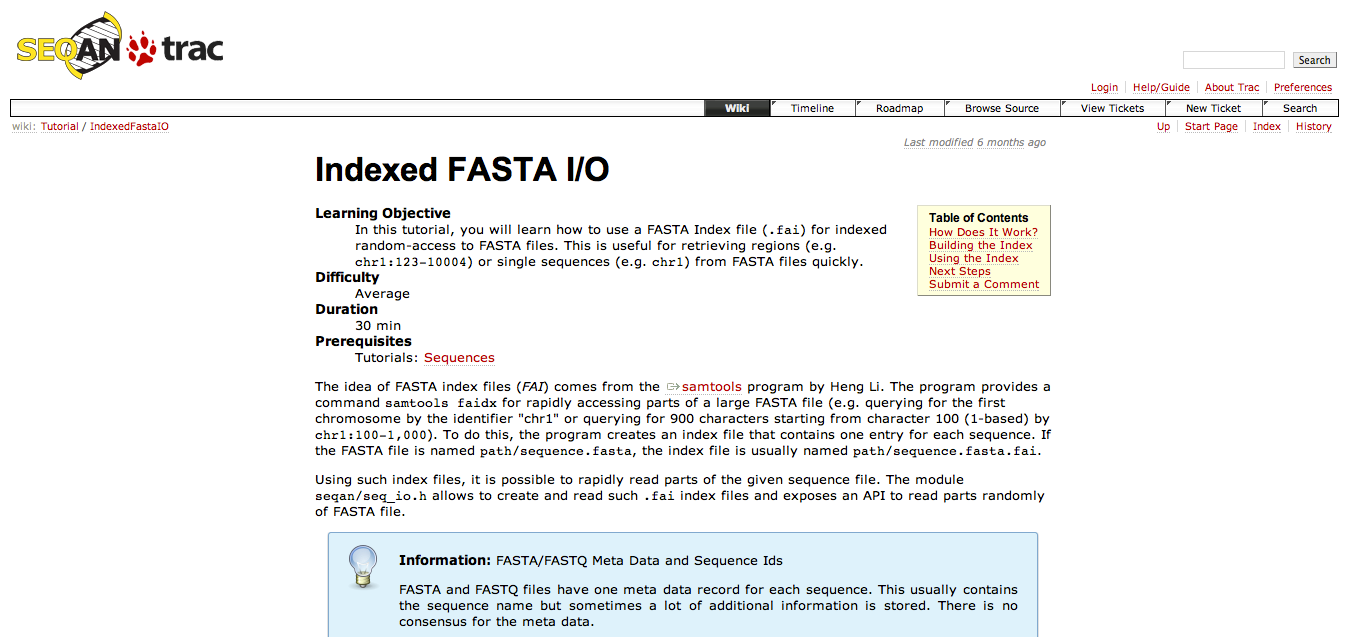 SEQAN trac
Search
Login Help/Guide About Trac Preferences
Wiki Timeline Roadmap Browse Source View Tickets New Ticket Search
wiki: Tutorial / IndexedFastaIO
Up Start Page Index History
Last modified 6 months ago
Indexed FASTA I/O
Learning Objective
In this tutorial, you will learn how to use a FASTA Index file (.fai) for indexed
random-access to FASTA files. This is useful for retrieving regions (e.g.
chr1:123-10004) or single sequences (e.g. chr1) from FASTA files quickly.
Difficulty
Average
Duration
30 min
Prerequisites
Tutorials: Sequences
Table of Contents
How Does It Work?
Building the Index
Using the Index
Next Steps
Submit a Comment
The idea of FASTA index files (FAI) comes from the samtools program by Heng Li. The program provides a
command samtools faidx for rapidly accessing parts of a large FASTA file (e.g. querying for the first
chromosome by the identifier "chr1" or querying for 900 characters starting from character 100 (1-based) by
chr1:100-1,000). To do this, the program creates an index file that contains one entry for each sequence. If
the FASTA file is named path/sequence.fasta, the index file is usually named path/sequence.fasta.fai.
Using such index files, it is possible to rapidly read parts of the given sequence file. The module
seqan/seq_io.h allows to create and read such .fai index files and exposes an API to read parts randomly
of FASTA file.
Information: FASTA/FASTQ Meta Data and Sequence Ids
FASTA and FASTQ files have one meta data record for each sequence. This usually contains
the sequence name but sometimes a lot of additional information is stored. There is no
consensus for the meta data.